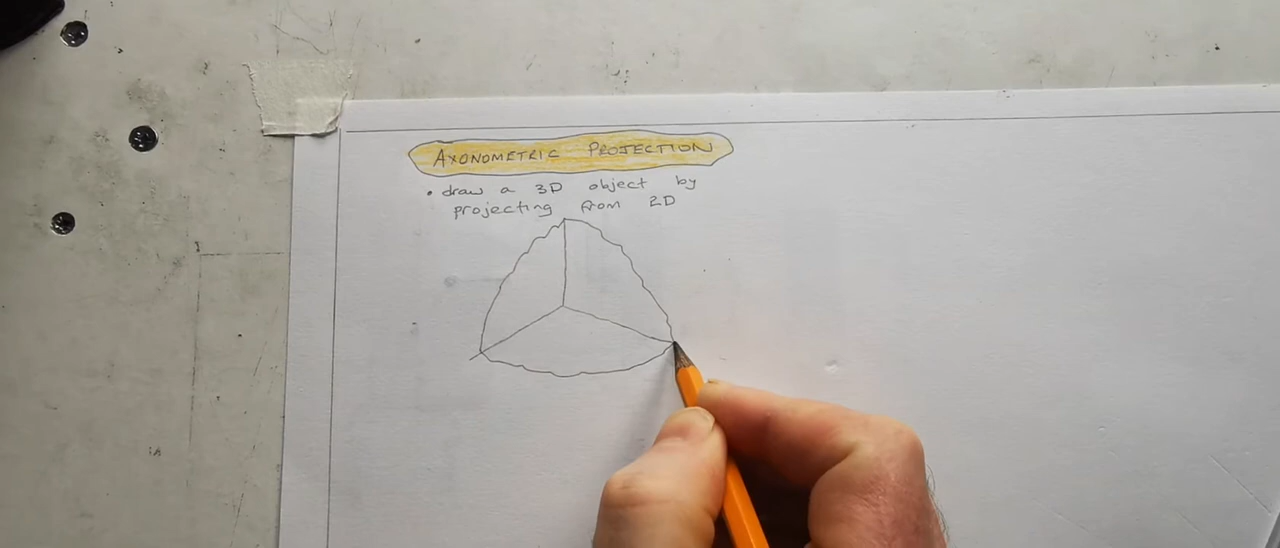 AXONOMETRIC PROJECTION
• draw a 3D object by
projecting from 2D